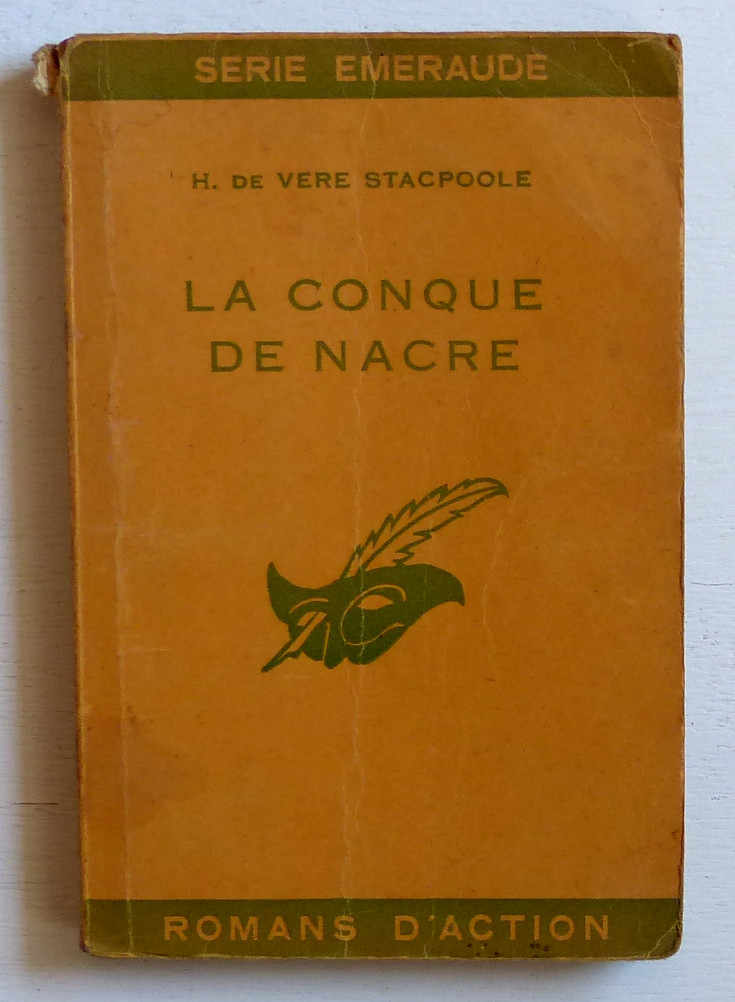 SERIE EMERAUDE
H. DE VERE STACPOOLE
LA CONQUE
DE NACRE
ROMANS D'ACTION